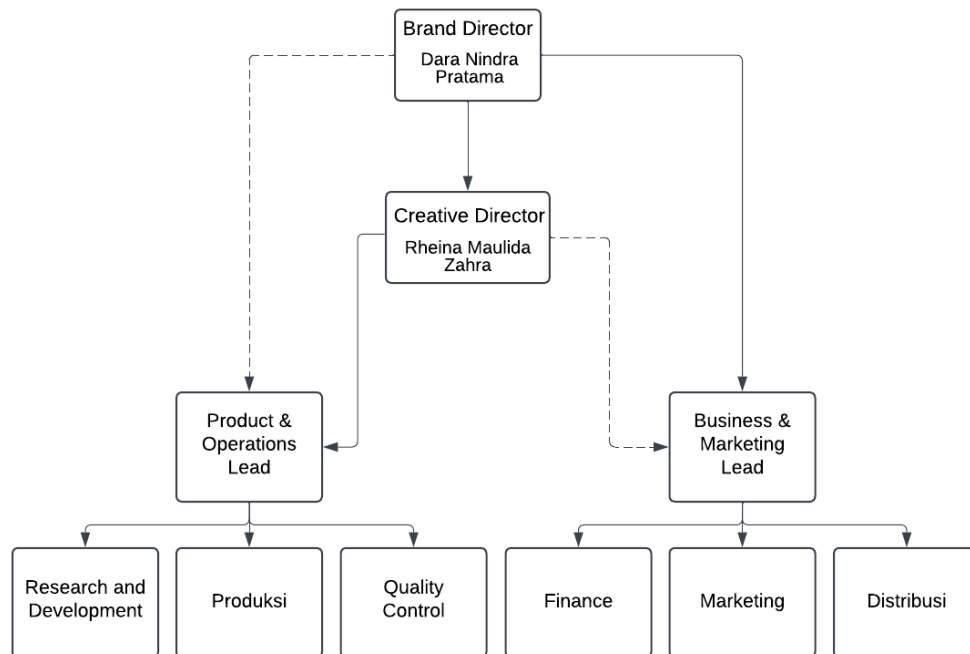 Brand Director
Dara Nindra
Pratama
Creative Director
Rheina Maulida
Zahra
Product &
Operations
Lead
Business &
Marketing
Lead
Research and
Development
Produksi
Quality
Control
Finance
Marketing
Distribusi